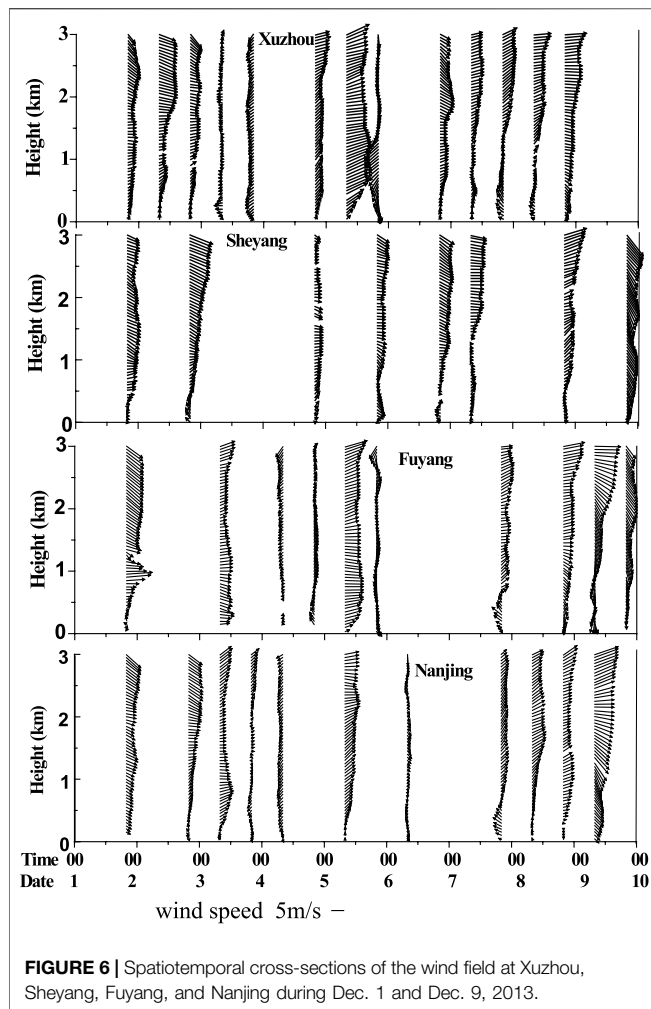 3
Xuzhou
2
Height (km)
1
0
3
Sheyang
2
Height (km)
1
0
3
Fuyang
2
Height (km)
1
0
3
Nanjing
2
Height (km)
1
0
Time 00 00 00 00 00 00 00 00 00 00
Date 1 2 3 4 5 6 7 8 9 10
wind speed 5m/s
FIGURE 6 | Spatiotemporal cross-sections of the wind field at Xuzhou,
Sheyang, Fuyang, and Nanjing during Dec. 1 and Dec. 9, 2013.